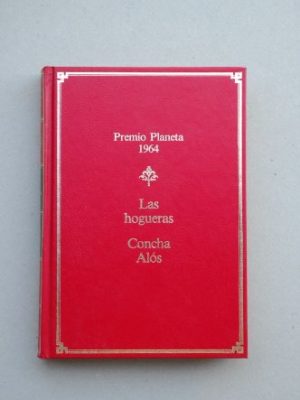 Premio Planeta
1964
Las
hogueras
Concha
Alós